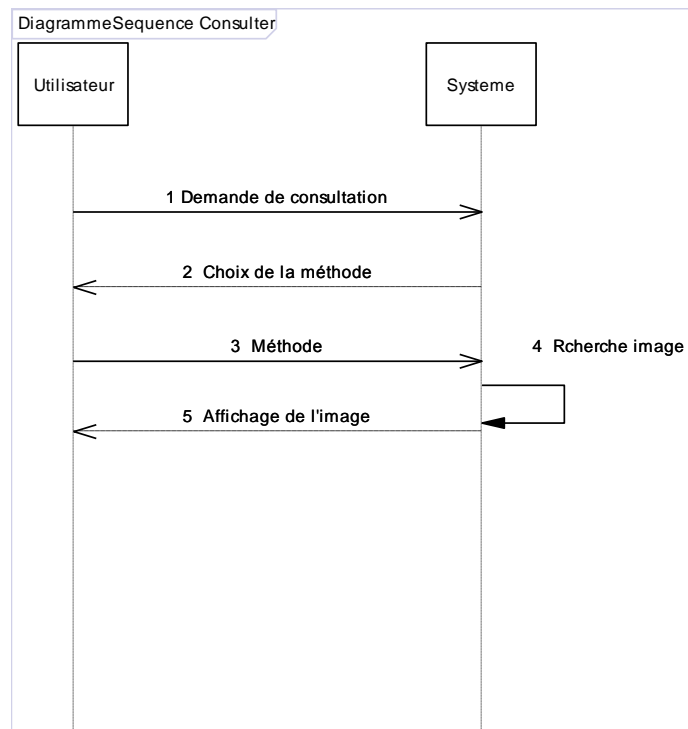 DiagrammeSequence Consulter
Utilisateur
Systeme
1 Demande de consultation
2 Choix de la méthode
3 Méthode
4 Rcherche image
5 Affichage de l'image